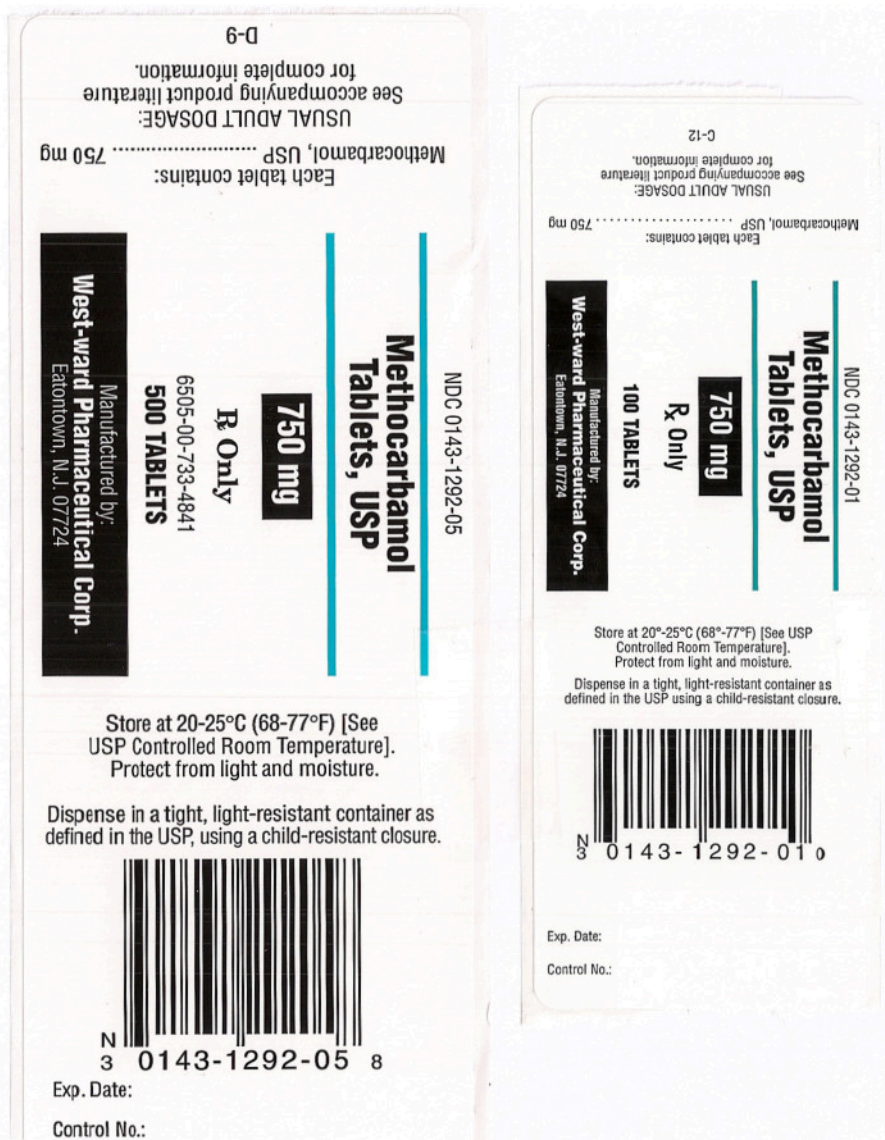 D-9
USUAL ADULT DOSAGE:
See accompanying product literature
for complete information.
Each tablet contains:
Methocarbamol, USP ......................... 750 mg
NDC 0143-1292-05
Methocarbamol
Tablets, USP
750 mg
℞ Only
6505-00-733-4841
500 TABLETS
Manufactured by:
West-ward Pharmaceutical Corp.
Eatontown, N.J. 07724
Store at 20-25°C (68-77°F) [See
USP Controlled Room Temperature].
Protect from light and moisture.
Dispense in a tight, light-resistant container as
defined in the USP, using a child-resistant closure.
N
3 0143-1292-05 8
Exp. Date:
Control No.:
C-12
USUAL ADULT DOSAGE:
See accompanying product literature
for complete information.
Each tablet contains:
Methocarbamol, USP ..................... 750 mg
NDC 0143-1292-01
Methocarbamol
Tablets, USP
750 mg
℞ Only
100 TABLETS
Manufactured by:
West-ward Pharmaceutical Corp.
Eatontown, N.J. 07724
Store at 20°-25°C (68°-77°F) [See USP
Controlled Room Temperature].
Protect from light and moisture.
Dispense in a tight, light-resistant container as
defined in the USP using a child-resistant closure.
N
3 0143-1292-01 0
Exp. Date:
Control No.: